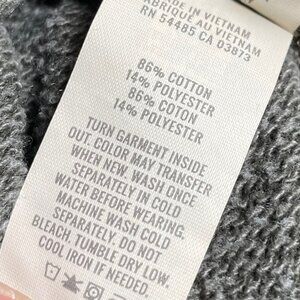 MADE IN VIETNAM
FABRIQUÉ AU VIETNAM
RN 54485 CA 03873
86% COTTON
14% POLYESTER
86% COTON
14% POLYESTER
TURN GARMENT INSIDE
OUT. COLOR MAY TRANSFER
WHEN NEW. WASH ONCE
SEPARATELY IN COLD
WATER BEFORE WEARING.
MACHINE WASH COLD
SEPARATELY. DO NOT
BLEACH. TUMBLE DRY LOW.
COOL IRON IF NEEDED.